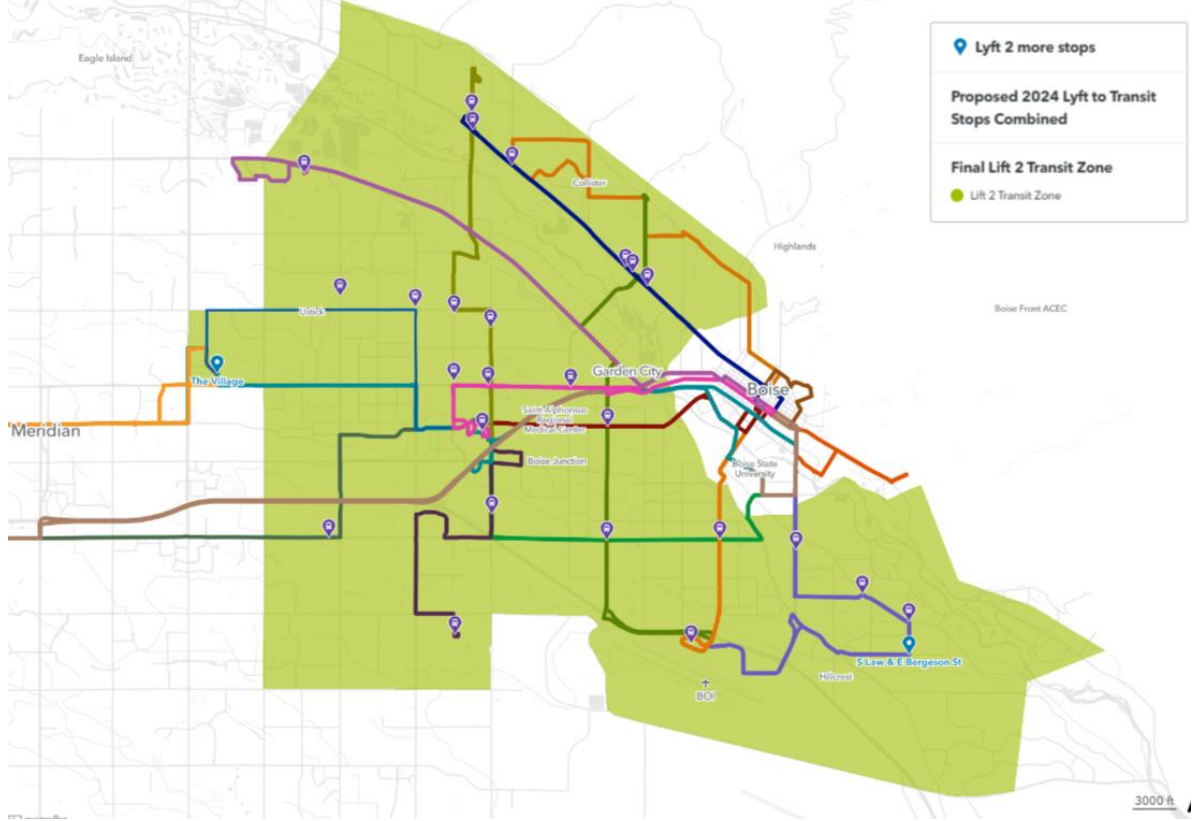 Eagle Island
Lyft 2 more stops
Proposed 2024 Lyft to Transit
Stops Combined
Final Lift 2 Transit Zone
Lift 2 Transit Zone
Collister
Highlands
Boise Front ACEC
Ustick
Garden City
The Village
Boise
Meridian
Saint Alphonsus
Regional
Medical Center
Boise Junction
Boise State
University
S Law & E Bergeson St
Hillcrest
BOI
3000 ft